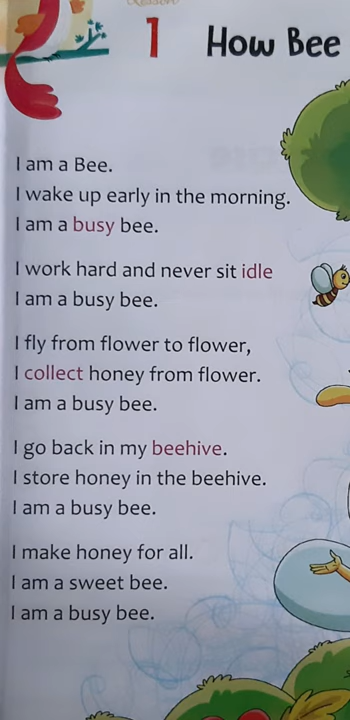 Lesson
1 How Bee
I am a Bee.
I wake up early in the morning.
I am a busy bee.
I work hard and never sit idle
I am a busy bee.
I fly from flower to flower,
I collect honey from flower.
I am a busy bee.
I go back in my beehive.
I store honey in the beehive.
I am a busy bee.
I make honey for all.
I am a sweet bee.
I am a busy bee.